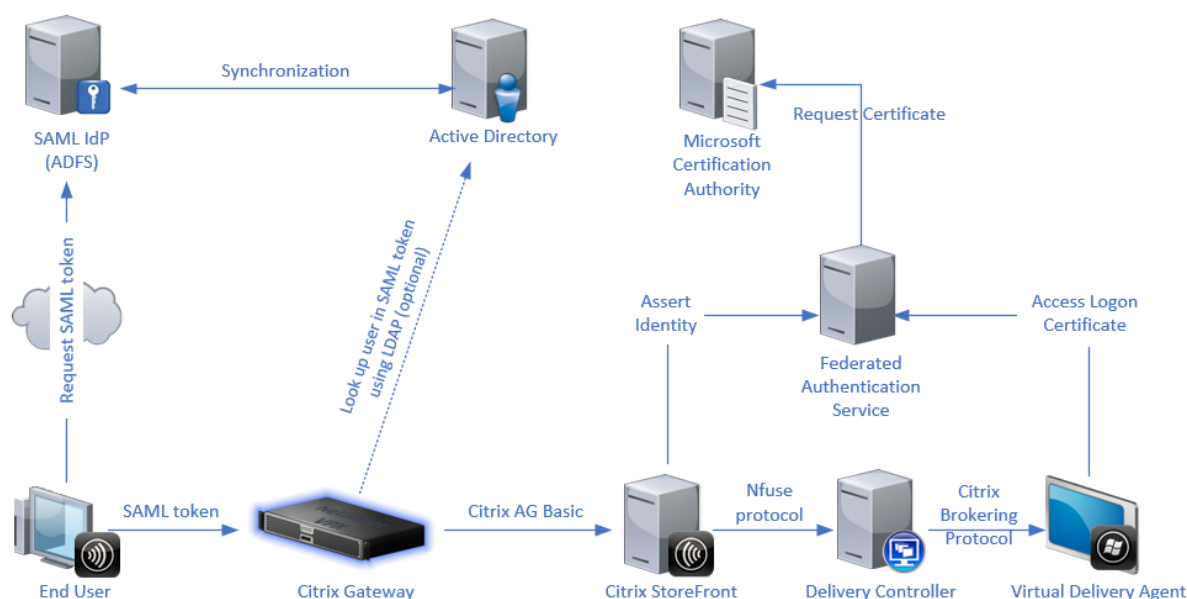 Synchronization
SAML IdP
(ADFS)
Active Directory
Request Certificate
Microsoft
Certification
Authority
Request SAML token
Look up user in SAML token
using LDAP (optional)
Assert
Identity
Access Logon
Certificate
Federated
Authentication
Service
SAML token
Citrix AG Basic
Nfuse
protocol
Citrix
Brokering
Protocol
End User
Citrix Gateway
Citrix StoreFront
Delivery Controller
Virtual Delivery Agent